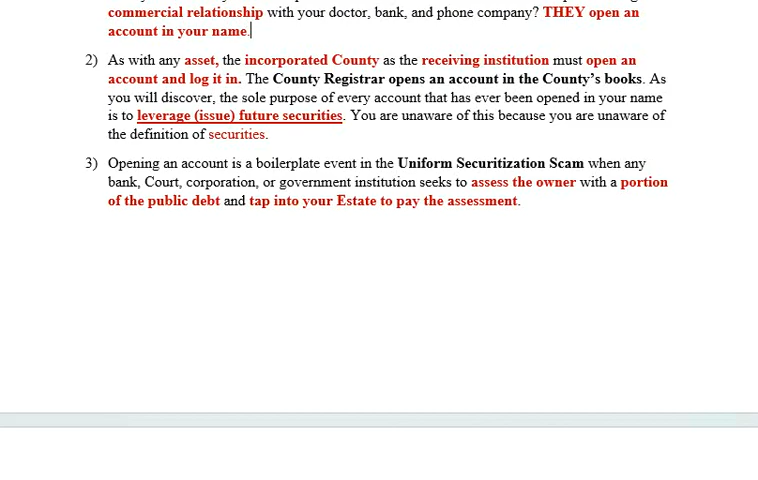 commercial relationship with your doctor, bank, and phone company? THEY open an
account in your name.
2) As with any asset, the incorporated County as the receiving institution must open an
account and log it in. The County Registrar opens an account in the County's books. As
you will discover, the sole purpose of every account that has ever been opened in your name
is to leverage (issue) future securities. You are unaware of this because you are unaware of
the definition of securities.
3) Opening an account is a boilerplate event in the Uniform Securitization Scam when any
bank, Court, corporation, or government institution seeks to assess the owner with a portion
of the public debt and tap into your Estate to pay the assessment.